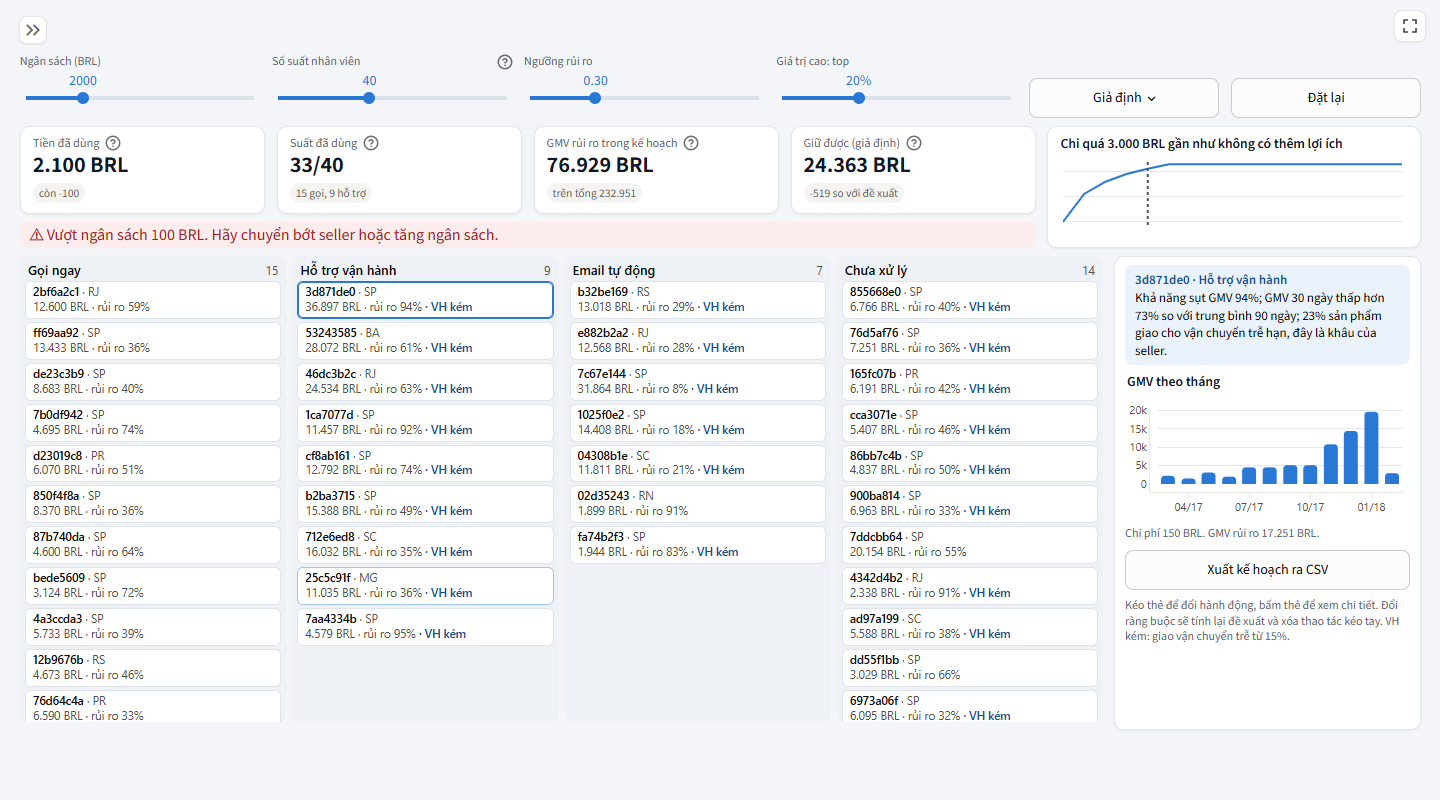 Ngân sách (BRL)
2000
Số suất nhân viên
40
Ngưỡng rủi ro
0.30
Giá trị cao: top
20%
Giả định
Đặt lại
Tiền đã dùng
2.100 BRL
còn -100
Suất đã dùng
33/40
15 gọi, 9 hỗ trợ
GMV rủi ro trong kế hoạch
76.929 BRL
trên tổng 232.951
Giữ được (giả định)
24.363 BRL
-519 so với đề xuất
Chi quá 3.000 BRL gần như không có thêm lợi ích
⚠ Vượt ngân sách 100 BRL. Hãy chuyển bớt seller hoặc tăng ngân sách.
Gọi ngay 15
2bf6a2c1 · RJ
12.600 BRL · rủi ro 59%
ff69aa92 · SP
13.433 BRL · rủi ro 36%
de23c3b9 · SP
8.683 BRL · rủi ro 40%
7b0df942 · SP
4.695 BRL · rủi ro 74%
d23019c8 · PR
6.070 BRL · rủi ro 51%
850f4f8a · SP
8.370 BRL · rủi ro 36%
87b740da · SP
4.600 BRL · rủi ro 64%
bede5609 · SP
3.124 BRL · rủi ro 72%
4a3ccda3 · SP
5.733 BRL · rủi ro 39%
12b9676b · RS
4.673 BRL · rủi ro 46%
76d64c4a · PR
6.590 BRL · rủi ro 33%
Hỗ trợ vận hành 9
3d871de0 · SP
36.897 BRL · rủi ro 94% · VH kém
53243585 · BA
28.072 BRL · rủi ro 61% · VH kém
46dc3b2c · RJ
24.534 BRL · rủi ro 63% · VH kém
1ca7077d · SP
11.457 BRL · rủi ro 92% · VH kém
cf8ab161 · SP
12.792 BRL · rủi ro 74% · VH kém
b2ba3715 · SP
15.388 BRL · rủi ro 49% · VH kém
712e6ed8 · SC
16.032 BRL · rủi ro 35% · VH kém
25c5c91f · MG
11.035 BRL · rủi ro 36% · VH kém
7aa4334b · SP
4.579 BRL · rủi ro 95% · VH kém
Email tự động 7
b32be169 · RS
13.018 BRL · rủi ro 29% · VH kém
e882b2a2 · RJ
12.568 BRL · rủi ro 28% · VH kém
7c67e144 · SP
31.864 BRL · rủi ro 8% · VH kém
1025f0e2 · SP
14.408 BRL · rủi ro 18% · VH kém
04308b1e · SC
11.811 BRL · rủi ro 21% · VH kém
02d35243 · RN
1.899 BRL · rủi ro 91%
fa74b2f3 · SP
1.944 BRL · rủi ro 83% · VH kém
Chưa xử lý 14
855668e0 · SP
6.766 BRL · rủi ro 40% · VH kém
76d5af76 · SP
7.251 BRL · rủi ro 36% · VH kém
165fc07b · PR
6.191 BRL · rủi ro 42% · VH kém
cca3071e · SP
5.407 BRL · rủi ro 46% · VH kém
86bb7c4b · SP
4.837 BRL · rủi ro 50% · VH kém
900ba814 · SP
6.963 BRL · rủi ro 33% · VH kém
7ddcbb64 · SP
20.154 BRL · rủi ro 55%
4342d4b2 · RJ
2.338 BRL · rủi ro 91% · VH kém
ad97a199 · SC
5.588 BRL · rủi ro 38% · VH kém
dd55f1bb · SP
3.029 BRL · rủi ro 66%
6973a06f · SP
6.095 BRL · rủi ro 32% · VH kém
3d871de0 · Hỗ trợ vận hành
Khả năng sụt GMV 94%; GMV 30 ngày thấp hơn
73% so với trung bình 90 ngày; 23% sản phẩm
giao cho vận chuyển trễ hạn, đây là khâu của
seller.
GMV theo tháng
20k
15k
10k
5k
0
04/17 07/17 10/17 01/18
Chi phí 150 BRL. GMV rủi ro 17.251 BRL.
Xuất kế hoạch ra CSV
Kéo thẻ để đổi hành động, bấm thẻ để xem chi tiết. Đổi
ràng buộc sẽ tính lại đề xuất và xóa thao tác kéo tay. VH
kém: giao vận chuyển trễ từ 15%.